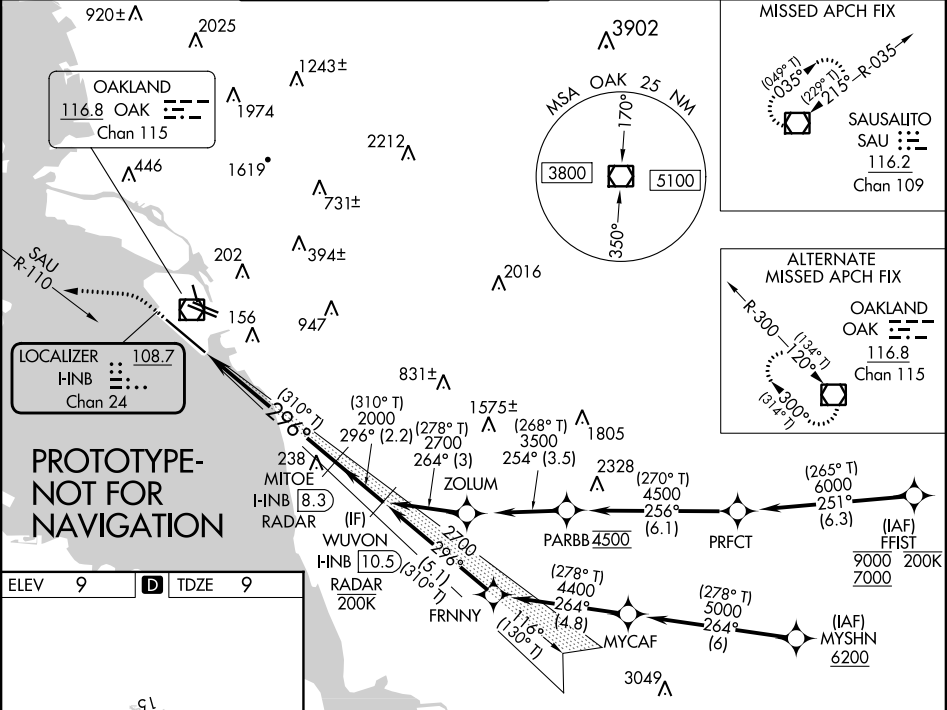 920±
2025
3902
1243±
OAKLAND
116.8 OAK
Chan 115
1974
446
1619
2212
731±
MSA OAK 25 NM
170°
3800
5100
350°
MISSED APCH FIX
(049° T)
035°
(229° T)
215°
R-035
SAUSALITO
SAU
116.2
Chan 109
SAU
R-110
202
394±
156
947
2016
ALTERNATE
MISSED APCH FIX
R-300
(134° T)
120°
300°
(314° T)
OAKLAND
OAK
116.8
Chan 115
LOCALIZER 108.7
I-INB
Chan 24
831±
1575±
1805
2328
(310° T)
296°
(310° T)
2000
296° (2.2)
(278° T)
2700
264° (3)
(268° T)
3500
254° (3.5)
(270° T)
4500
256°
(6.1)
(265° T)
6000
251°
(6.3)
PROTOTYPE-
NOT FOR
NAVIGATION
238
MITOE
I-INB 8.3
RADAR
ZOLUM
PARBB 4500
PRFCT
(IAF)
FFIST
9000 200K
7000
(IF)
WUVON
I-INB 10.5
RADAR
200K
2700
296°
(5.1)
(310° T)
FRNNY
(278° T)
4400
264°
(4.8)
MYCAF
(278° T)
5000
264°
(6)
(IAF)
MYSHN
6200
116°
(130° T)
3049
ELEV 9
D TDZE 9
15